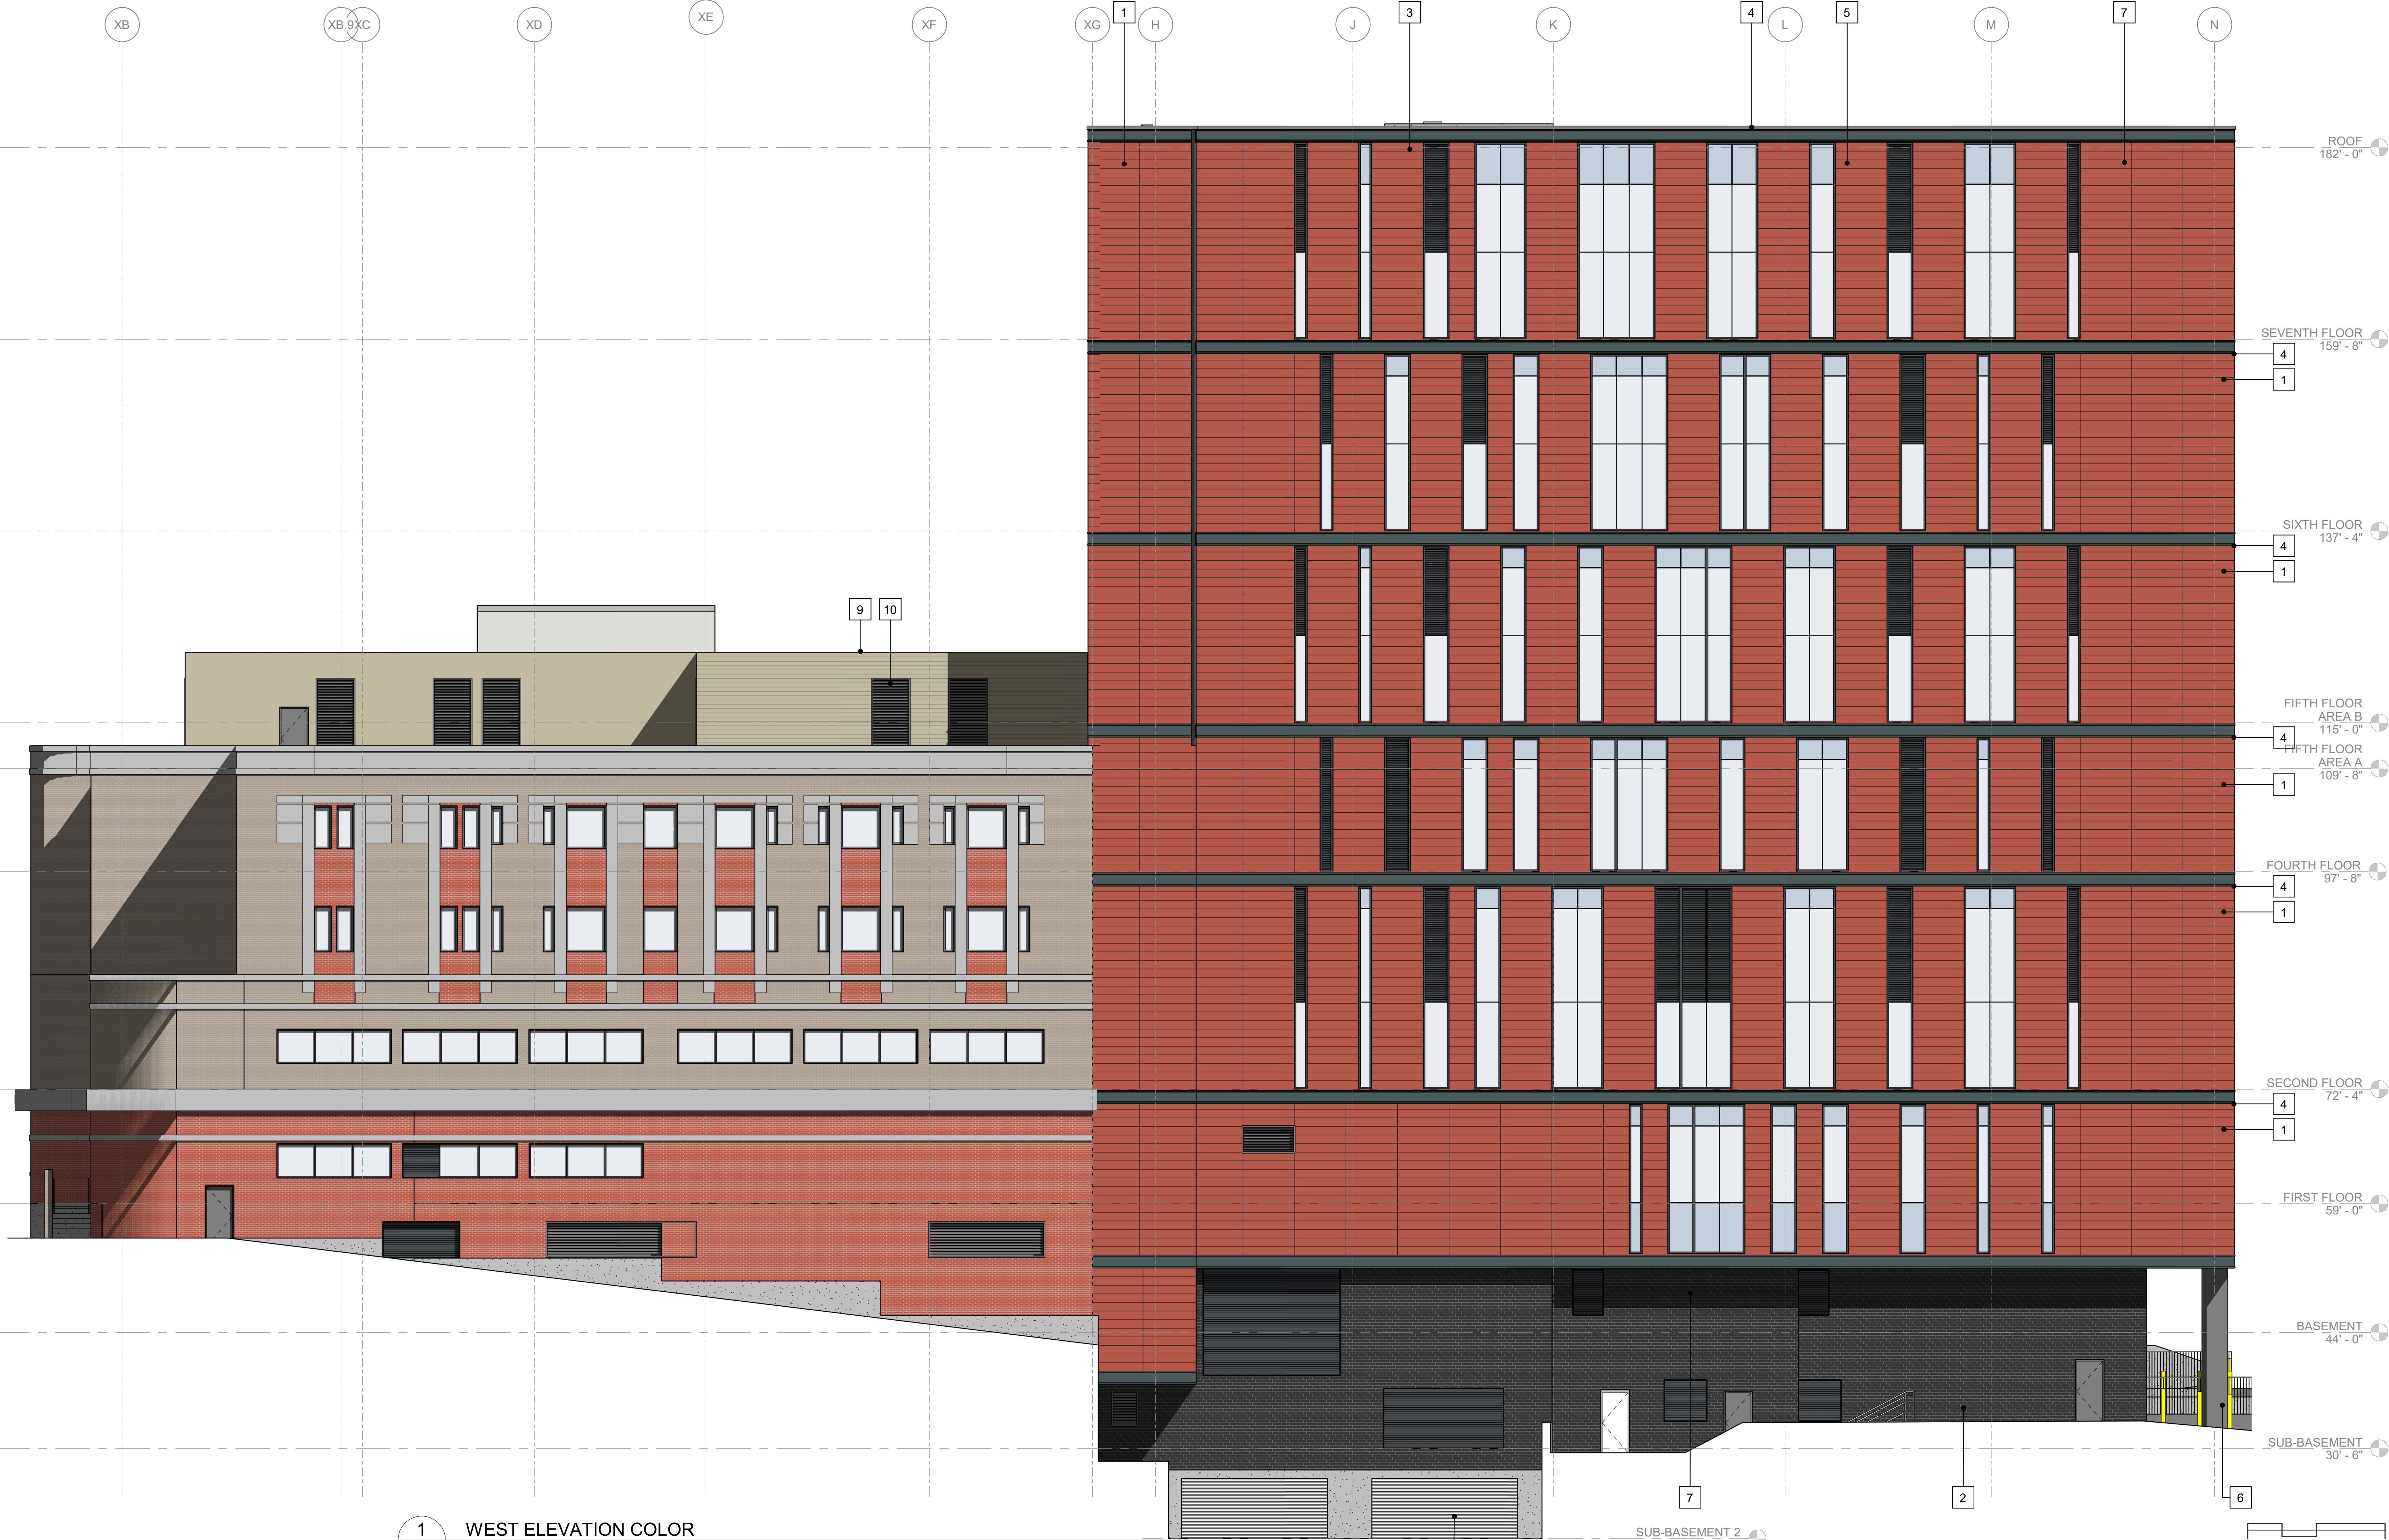 XB XB.9 XC XD XE XF XG 1 H J 3 K 4 L 5 M 7 N
ROOF
182' - 0"
SEVENTH FLOOR
159' - 8"
4
1
SIXTH FLOOR
137' - 4"
4
1
9 10
FIFTH FLOOR
AREA B
115' - 0"
4
FIFTH FLOOR
AREA A
109' - 8"
1
FOURTH FLOOR
97' - 8"
4
1
SECOND FLOOR
72' - 4"
4
1
FIRST FLOOR
59' - 0"
BASEMENT
44' - 0"
SUB-BASEMENT
30' - 6"
7 2 6
1 WEST ELEVATION COLOR
SUB-BASEMENT 2